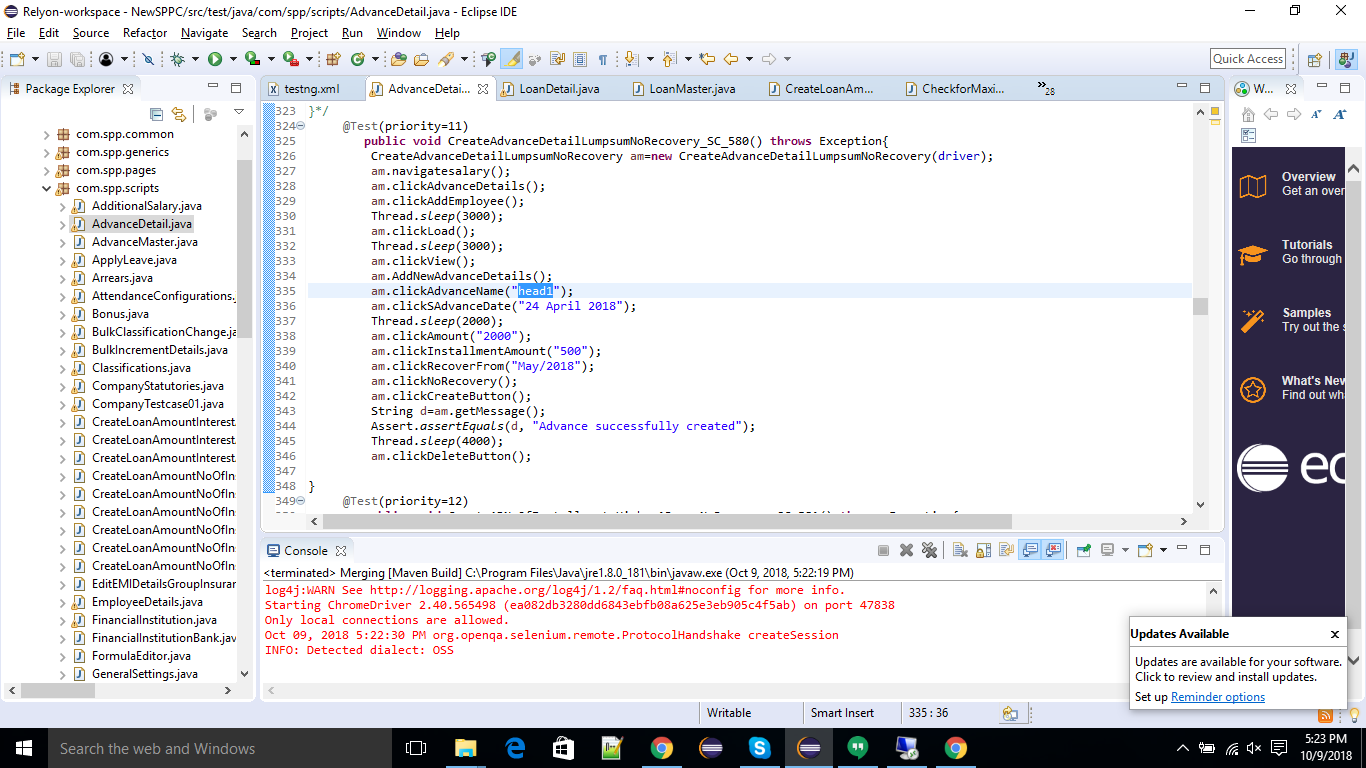 Relyon-workspace - NewSPPC/src/test/java/com/spp/scripts/AdvanceDetail.java - Eclipse IDE
File Edit Source Refactor Navigate Search Project Run Window Help
Quick Access
Package Explorer
com.spp.common
com.spp.generics
com.spp.pages
com.spp.scripts
AdditionalSalary.java
AdvanceDetail.java
AdvanceMaster.java
ApplyLeave.java
Arrears.java
AttendanceConfigurations.
Bonus.java
BulkClassificationChange.ja
BulkIncrementDetails.java
Classifications.java
CompanyStatutories.java
CompanyTestcase01.java
CreateLoanAmountInterest
CreateLoanAmountInterest
CreateLoanAmountInterest
CreateLoanAmountNoOfIn
CreateLoanAmountNoOfIn
CreateLoanAmountNoOfIn
CreateLoanAmountNoOfIn
CreateLoanAmountNoOfIn
CreateLoanAmountNoOfIn
EditEMIDetailsGroupInsurar
EmployeeDetails.java
FinancialInstitution.java
FinancialInstitutionBank.jav
FormulaEditor.java
GeneralSettings.java
testng.xml AdvanceDetai... LoanDetail.java LoanMaster.java CreateLoanAm... CheckforMaxi... »28
323 }*/
324 @Test(priority=11)
325 public void CreateAdvanceDetailLumpsumNoRecovery_SC_580() throws Exception{
326 CreateAdvanceDetailLumpsumNoRecovery am=new CreateAdvanceDetailLumpsumNoRecovery(driver);
327 am.navigatesalary();
328 am.clickAdvanceDetails();
329 am.clickAddEmployee();
330 Thread.sleep(3000);
331 am.clickLoad();
332 Thread.sleep(3000);
333 am.clickView();
334 am.AddNewAdvanceDetails();
335 am.clickAdvanceName("head1");
336 am.clickSAdvanceDate("24 April 2018");
337 Thread.sleep(2000);
338 am.clickAmount("2000");
339 am.clickInstallmentAmount("500");
340 am.clickRecoverFrom("May/2018");
341 am.clickNoRecovery();
342 am.clickCreateButton();
343 String d=am.getMessage();
344 Assert.assertEquals(d, "Advance successfully created");
345 Thread.sleep(4000);
346 am.clickDeleteButton();
347
348 }
349 @Test(priority=12)
Console
<terminated> Merging [Maven Build] C:\Program Files\Java\jre1.8.0_181\bin\javaw.exe (Oct 9, 2018, 5:22:19 PM)
log4j:WARN See http://logging.apache.org/log4j/1.2/faq.html#noconfig for more info.
Starting ChromeDriver 2.40.565498 (ea082db3280dd6843ebfb08a625e3eb905c4f5ab) on port 47838
Only local connections are allowed.
Oct 09, 2018 5:22:30 PM org.openqa.selenium.remote.ProtocolHandshake createSession
INFO: Detected dialect: OSS
W...
Overview
Get an over
Tutorials
Go through
Samples
Try out the s
What's New
Find out wha
ec
Updates Available
Updates are available for your software.
Click to review and install updates.
Set up Reminder options
Writable Smart Insert 335 : 36
Search the web and Windows
5:23 PM
10/9/2018